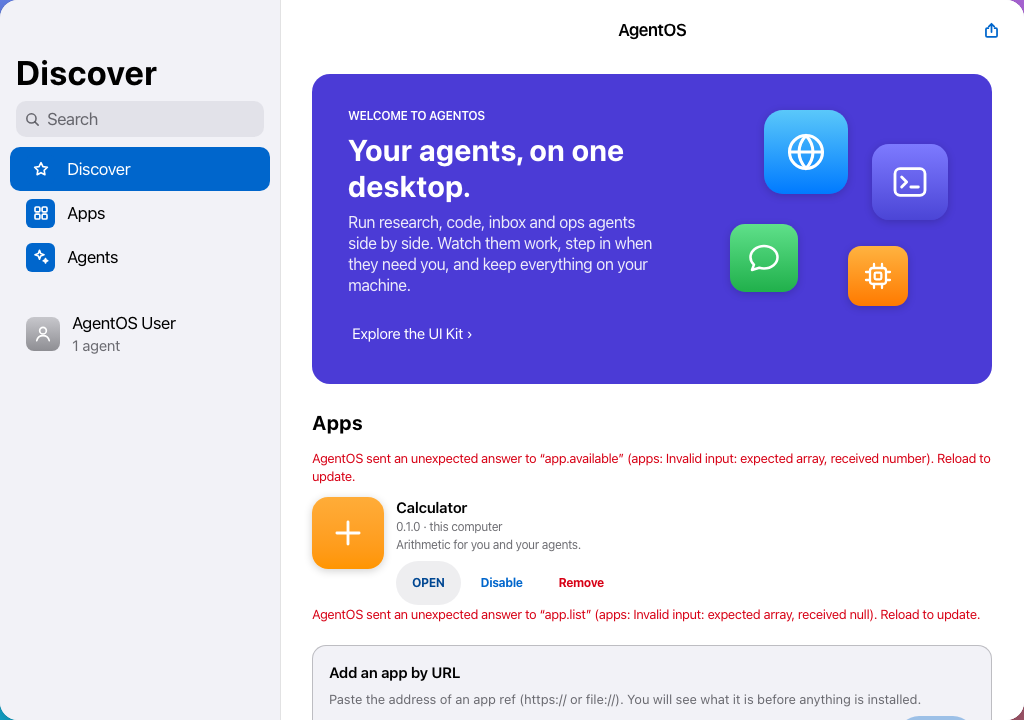 Discover
Search
Discover
Apps
Agents
AgentOS User
1 agent
AgentOS
WELCOME TO AGENTOS
Your agents, on one
desktop.
Run research, code, inbox and ops agents
side by side. Watch them work, step in when
they need you, and keep everything on your
machine.
Explore the UI Kit ›
Apps
AgentOS sent an unexpected answer to “app.available” (apps: Invalid input: expected array, received number). Reload to
update.
Calculator
0.1.0 · this computer
Arithmetic for you and your agents.
OPEN
Disable
Remove
AgentOS sent an unexpected answer to “app.list” (apps: Invalid input: expected array, received null). Reload to update.
Add an app by URL
Paste the address of an app ref (https:// or file://). You will see what it is before anything is installed.